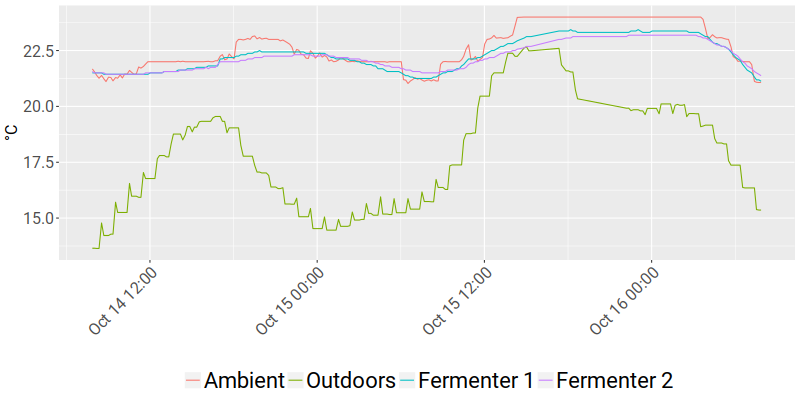 °C
22.5
20.0
17.5
15.0
Oct 14 12:00
Oct 15 00:00
Oct 15 12:00
Oct 16 00:00
Ambient Outdoors Fermenter 1 Fermenter 2